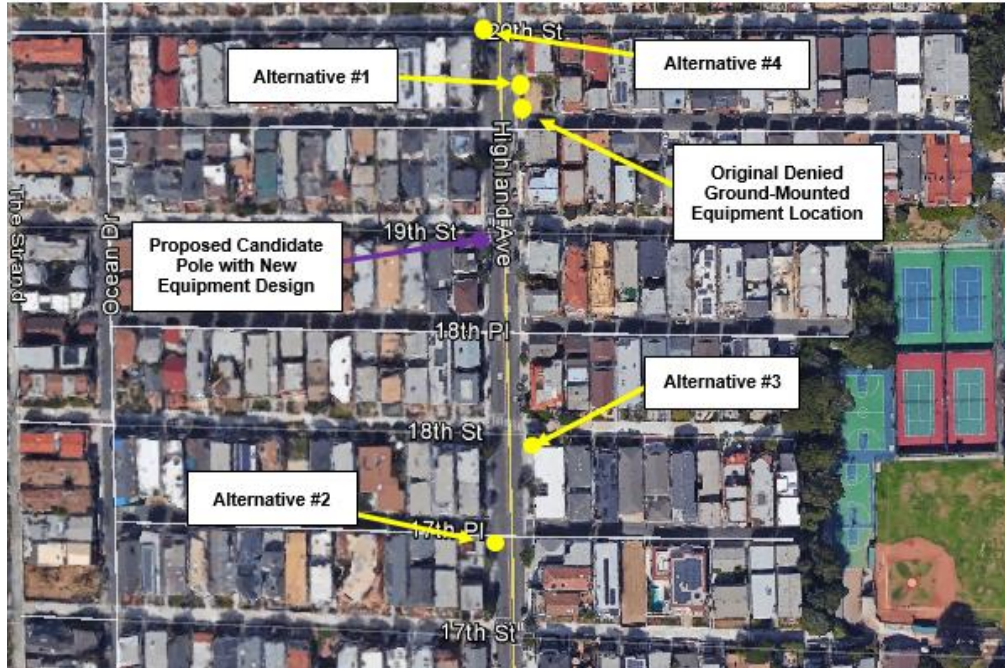 20th St
Alternative #1
Alternative #4
Highland Ave
Original Denied
Ground-Mounted
Equipment Location
The Strand
Ocean Dr
19th St
Proposed Candidate
Pole with New
Equipment Design
18th Pl
Alternative #3
18th St
Alternative #2
17th Pl
17th St